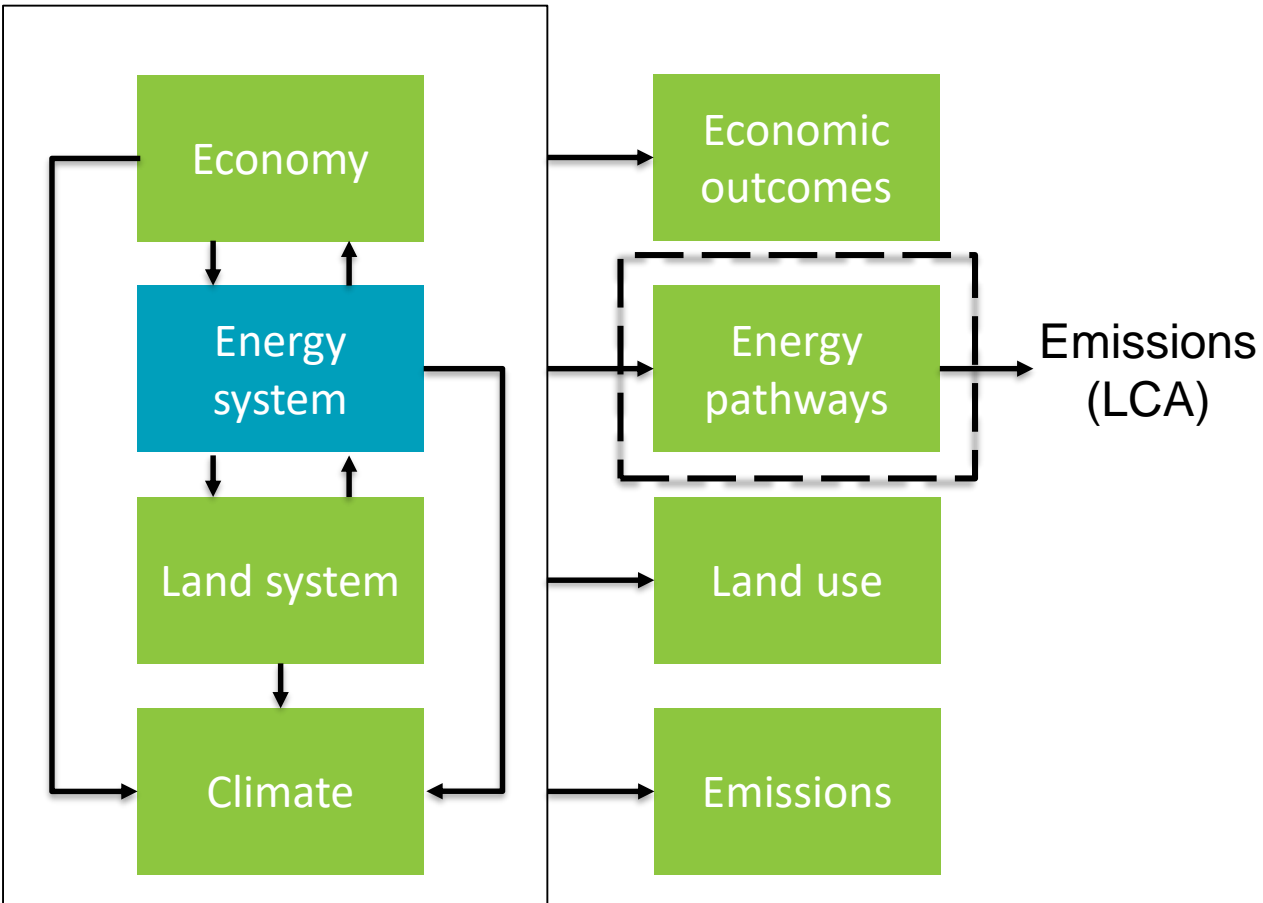 Economy
Energy
system
Land system
Climate
Economic
outcomes
Energy
pathways
Land use
Emissions
Emissions
(LCA)